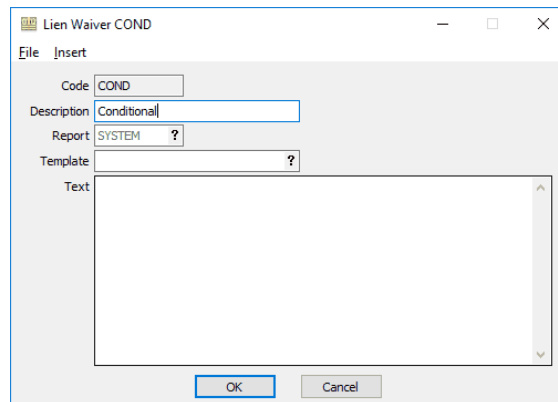 Lien Waiver COND
File Insert
Code COND
Description Conditional
Report SYSTEM ?
Template ?
Text
OK Cancel